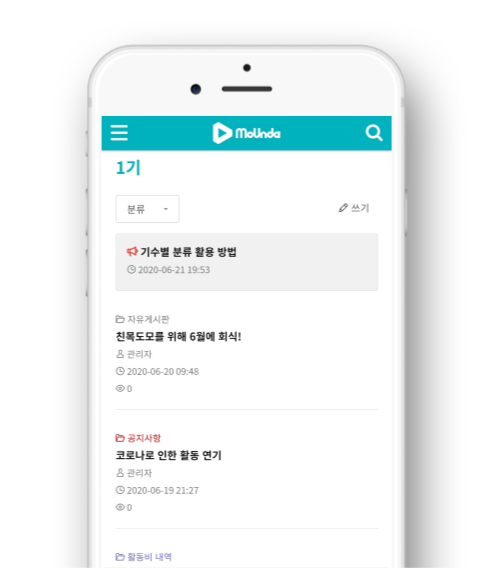 Molinda
1기
분류
쓰기
기수별 분류 활용 방법
2020-06-21 19:53
자유게시판
친목도모를 위해 6월에 회식!
관리자
2020-06-20 09:48
0
공지사항
코로나로 인한 활동 연기
관리자
2020-06-19 21:27
0
활동비 내역